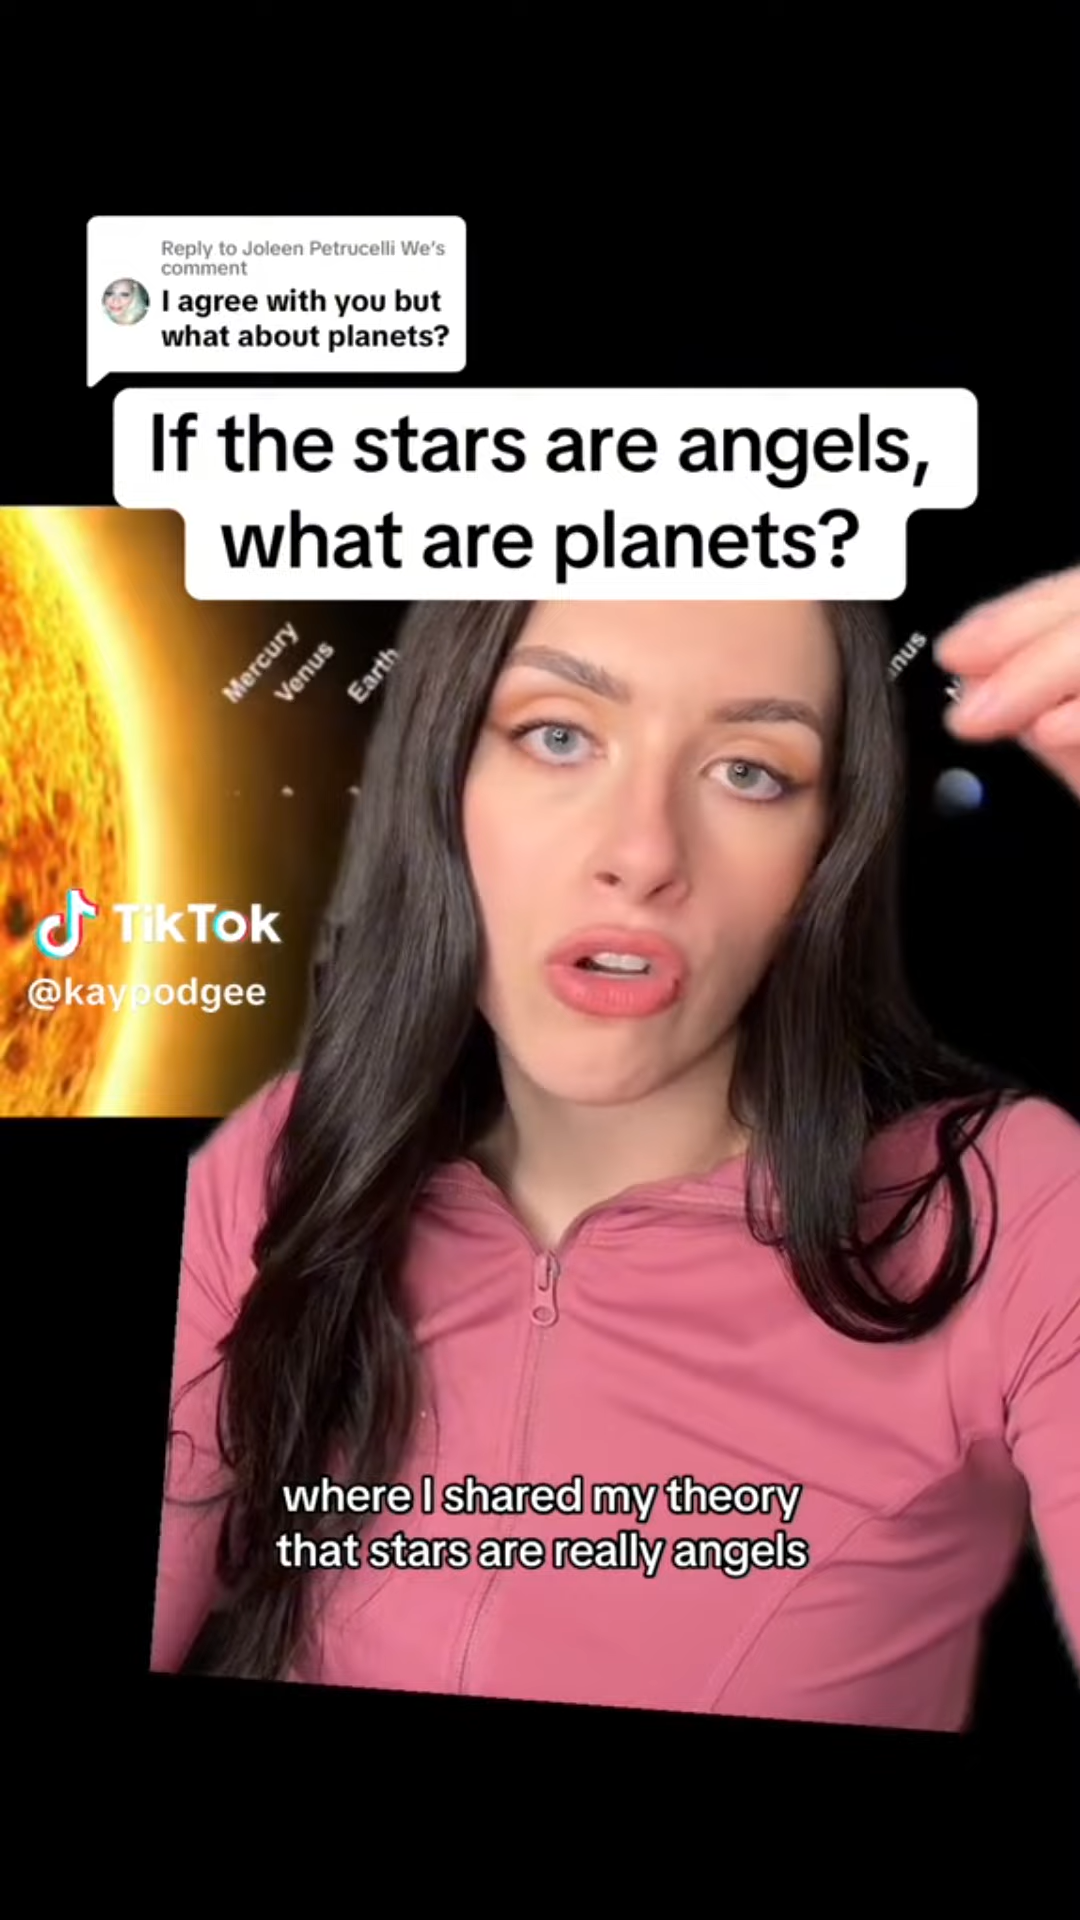 Reply to Joleen Petrucelli We's
comment
I agree with you but
what about planets?
If the stars are angels,
what are planets?
Mercury
Venus
Earth
TikTok
@kaypodgee
where I shared my theory
that stars are really angels